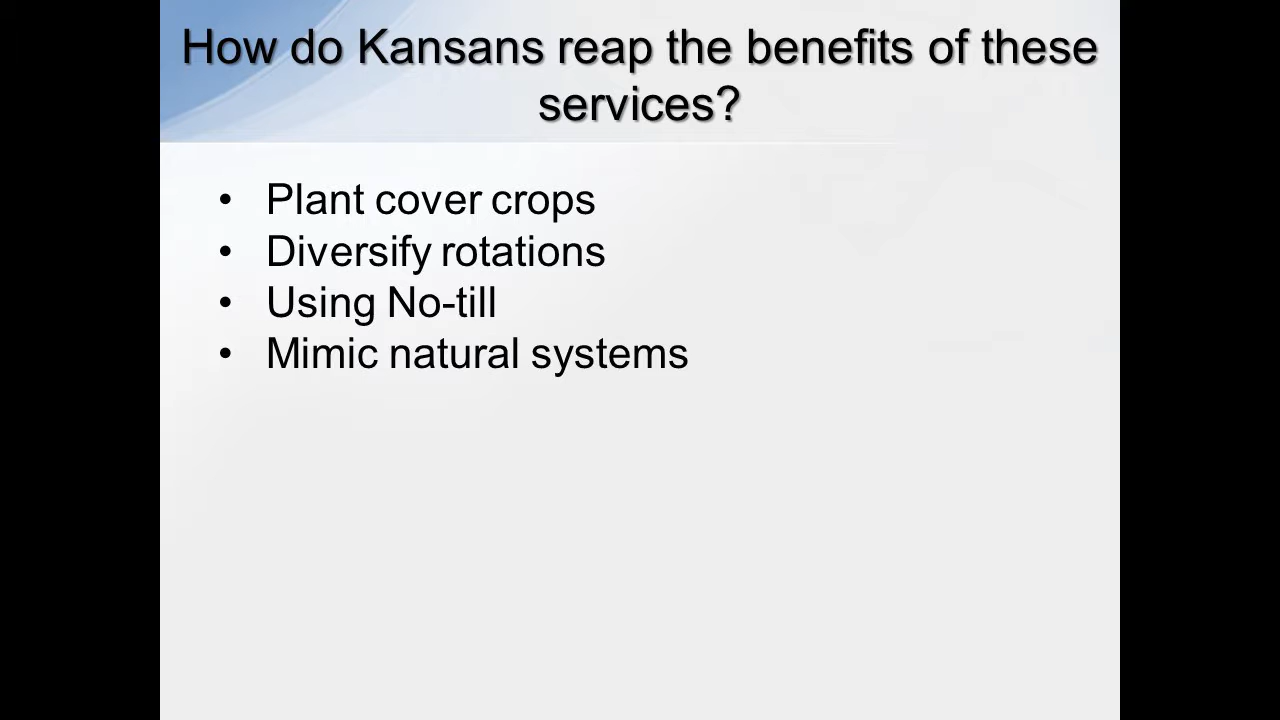 How do Kansans reap the benefits of these
services?
• Plant cover crops
• Diversify rotations
• Using No-till
• Mimic natural systems